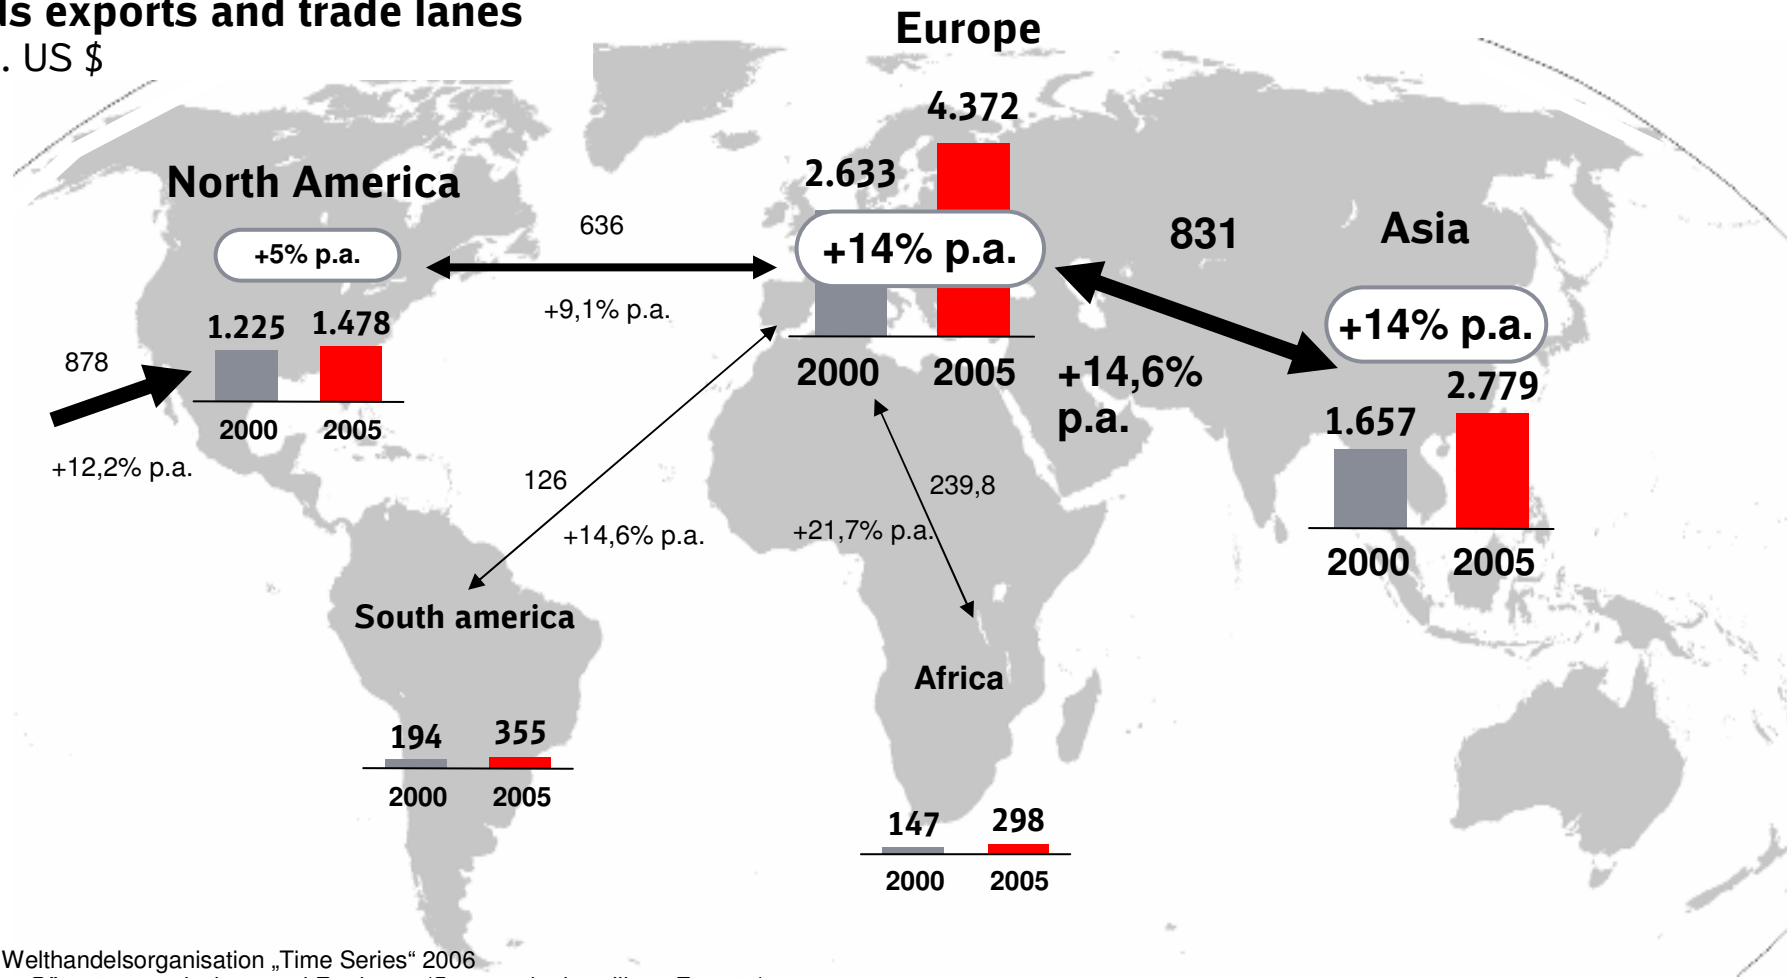 exports and trade lanes
. US $
Europe
4.372
2.633
+14% p.a.
2000 2005
North America
+5% p.a.
1.225 1.478
2000 2005
636
+9,1% p.a.
878
+12,2% p.a.
831
+14,6%
p.a.
Asia
+14% p.a.
2.779
1.657
2000 2005
126
+14,6% p.a.
239,8
+21,7% p.a.
South america
194 355
2000 2005
Africa
147 298
2000 2005
Welthandelsorganisation „Time Series“ 2006